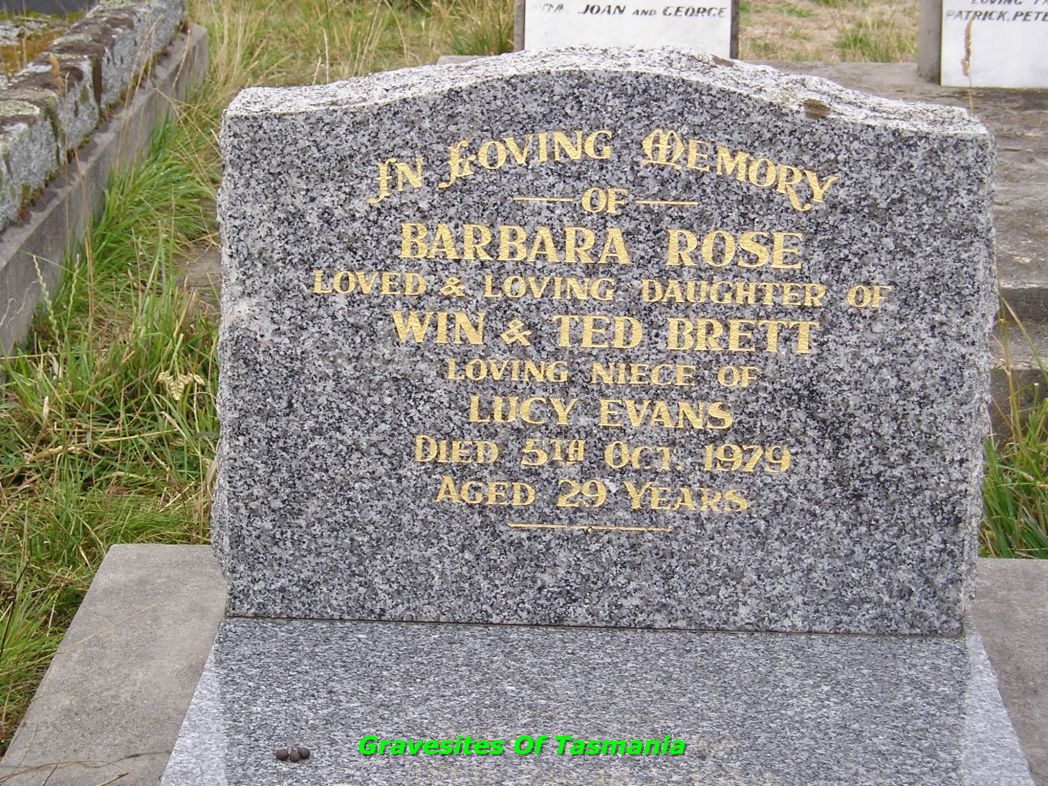 JOAN AND GEORGE
PATRICK, PETE
In Loving Memory
OF
BARBARA ROSE
LOVED & LOVING DAUGHTER OF
WIN & TED BRETT
LOVING NIECE OF
LUCY EVANS
DIED 5TH OCT. 1979
AGED 29 YEARS
Gravesites Of Tasmania